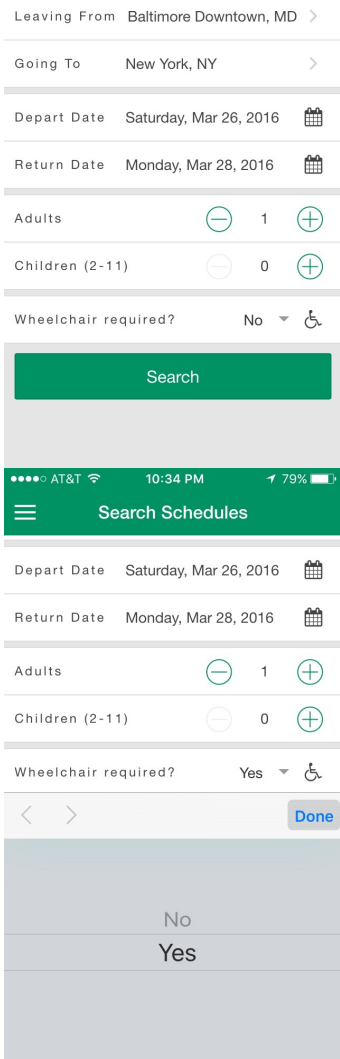 Leaving From Baltimore Downtown, MD
Going To New York, NY
Depart Date Saturday, Mar 26, 2016
Return Date Monday, Mar 28, 2016
Adults 1
Children (2-11) 0
Wheelchair required? No
Search
AT&T 10:34 PM 79%
Search Schedules
Depart Date Saturday, Mar 26, 2016
Return Date Monday, Mar 28, 2016
Adults 1
Children (2-11) 0
Wheelchair required? Yes
Done
No
Yes